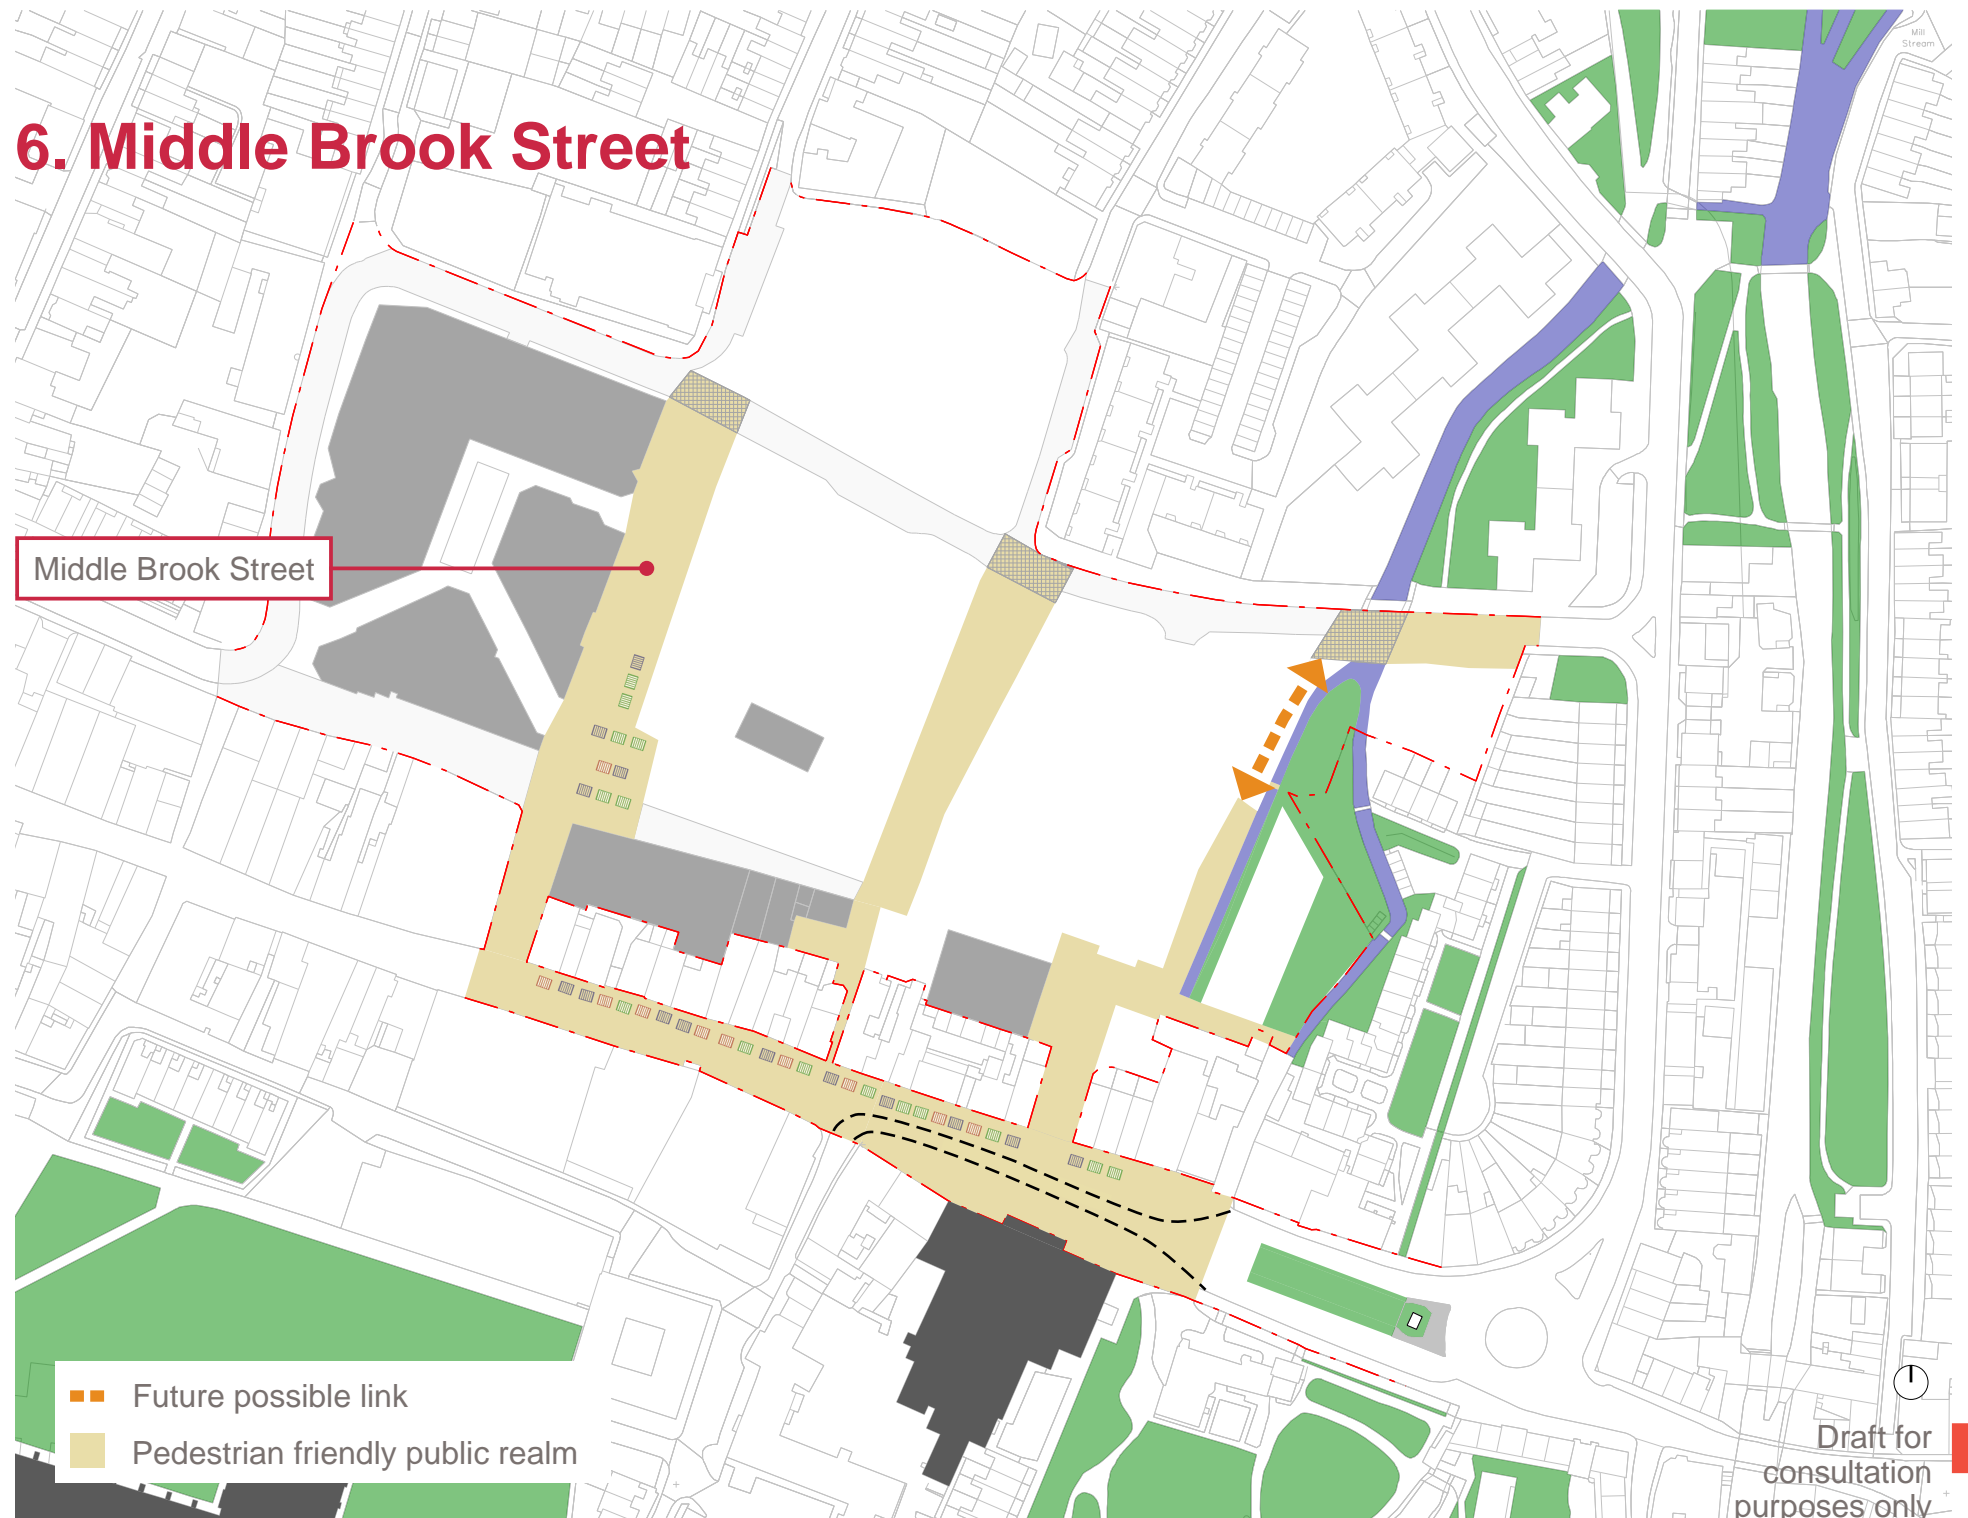 Mill
Stream
6. Middle Brook Street
Middle Brook Street
Future possible link
Pedestrian friendly public realm
Draft for
consultation
purposes only